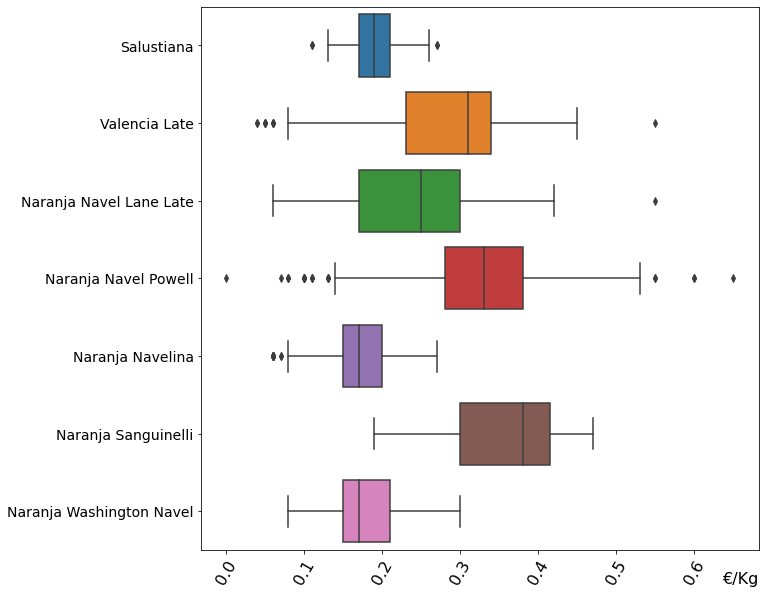 Salustiana
Valencia Late
Naranja Navel Lane Late
Naranja Navel Powell
Naranja Navelina
Naranja Sanguinelli
Naranja Washington Navel
0.0 0.1 0.2 0.3 0.4 0.5 0.6 €/Kg